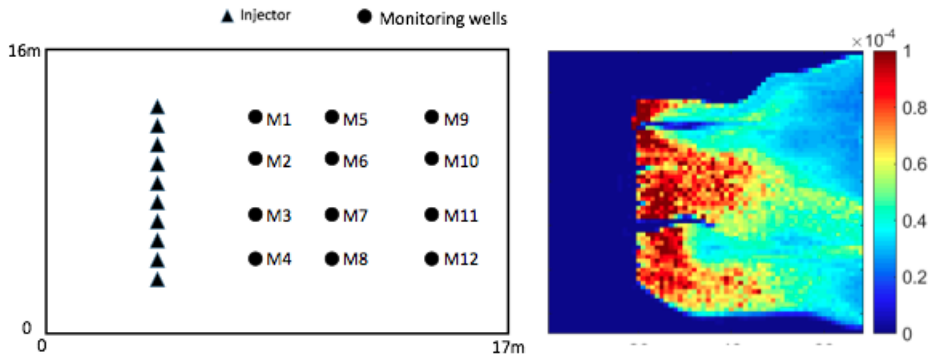 Injector
Monitoring wells
16m
M1 M5 M9
M2 M6 M10
M3 M7 M11
M4 M8 M12
0
0
17m
×10⁻⁴
1
0.8
0.6
0.4
0.2
0